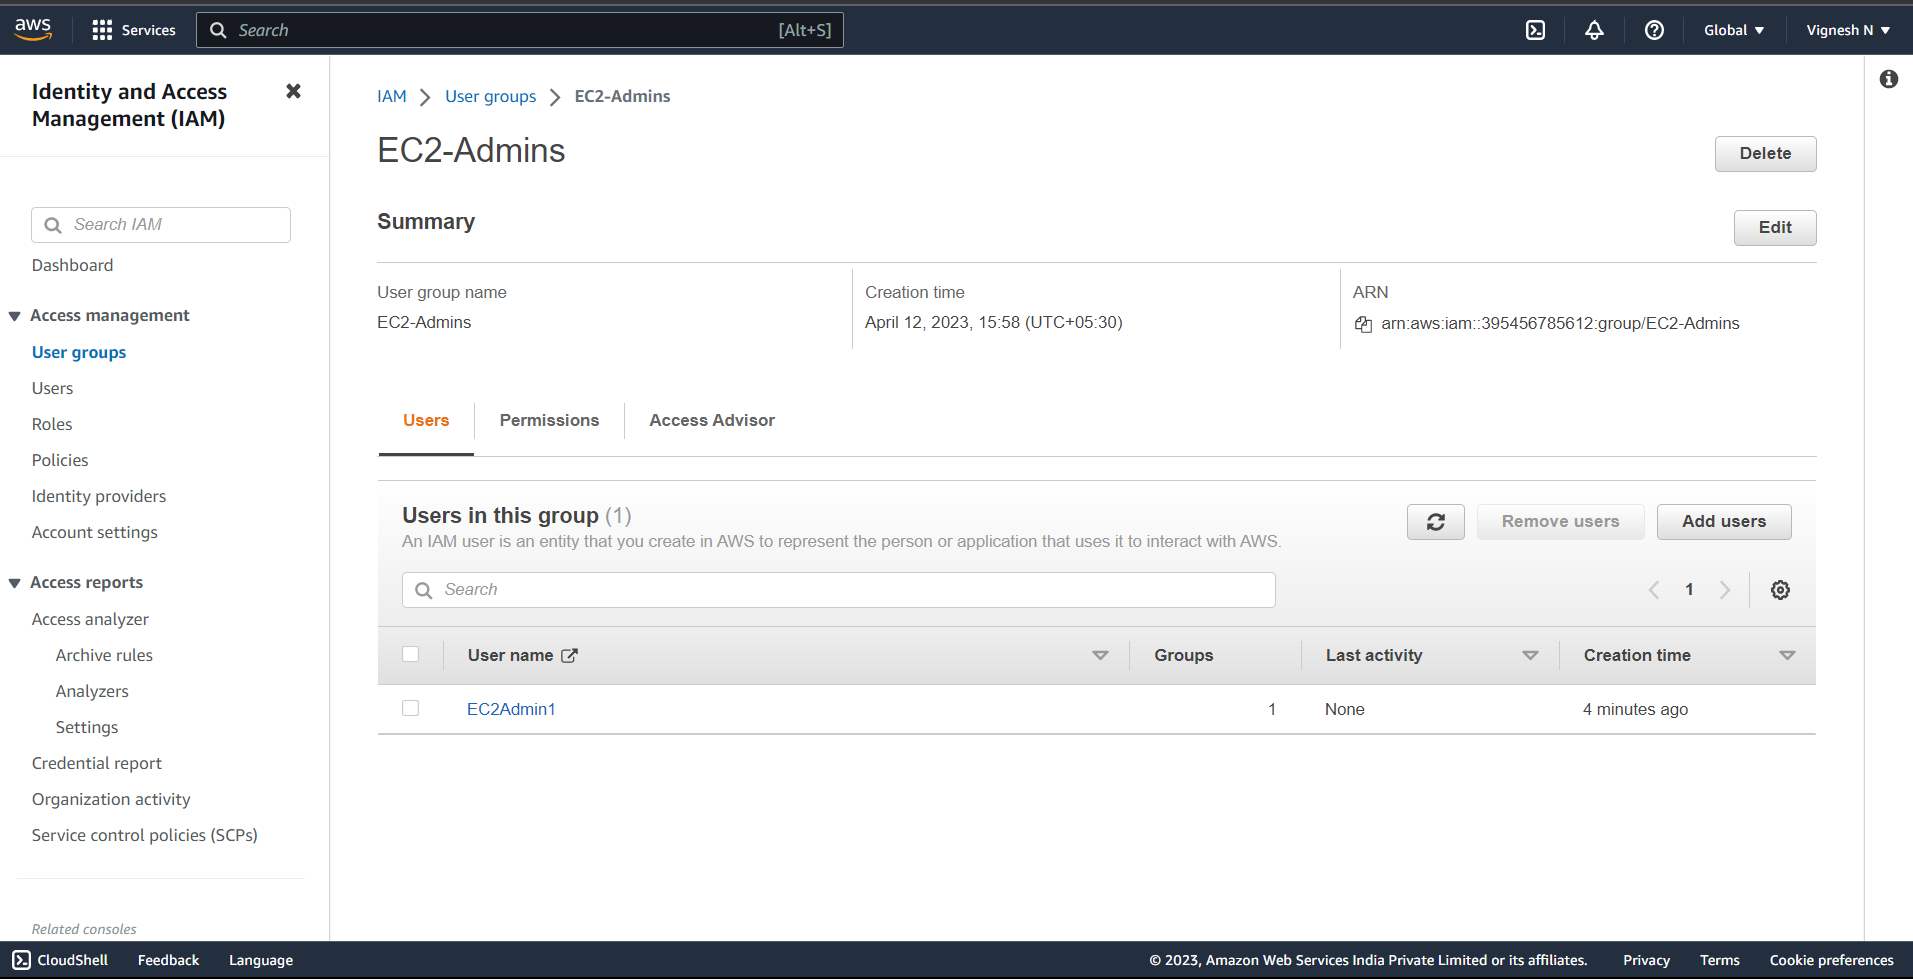 aws
Services
Search
[Alt+S]
Global
Vignesh N
Identity and Access
Management (IAM)
Search IAM
Dashboard
Access management
User groups
Users
Roles
Policies
Identity providers
Account settings
Access reports
Access analyzer
Archive rules
Analyzers
Settings
Credential report
Organization activity
Service control policies (SCPs)
Related consoles
IAM
User groups
EC2-Admins
EC2-Admins
Delete
Summary
Edit
User group name
EC2-Admins
Creation time
April 12, 2023, 15:58 (UTC+05:30)
ARN
arn:aws:iam::395456785612:group/EC2-Admins
Users
Permissions
Access Advisor
Users in this group (1)
An IAM user is an entity that you create in AWS to represent the person or application that uses it to interact with AWS.
Remove users
Add users
Search
1
User name
Groups
Last activity
Creation time
EC2Admin1
1
None
4 minutes ago
CloudShell
Feedback
Language
© 2023, Amazon Web Services India Private Limited or its affiliates.
Privacy
Terms
Cookie preferences